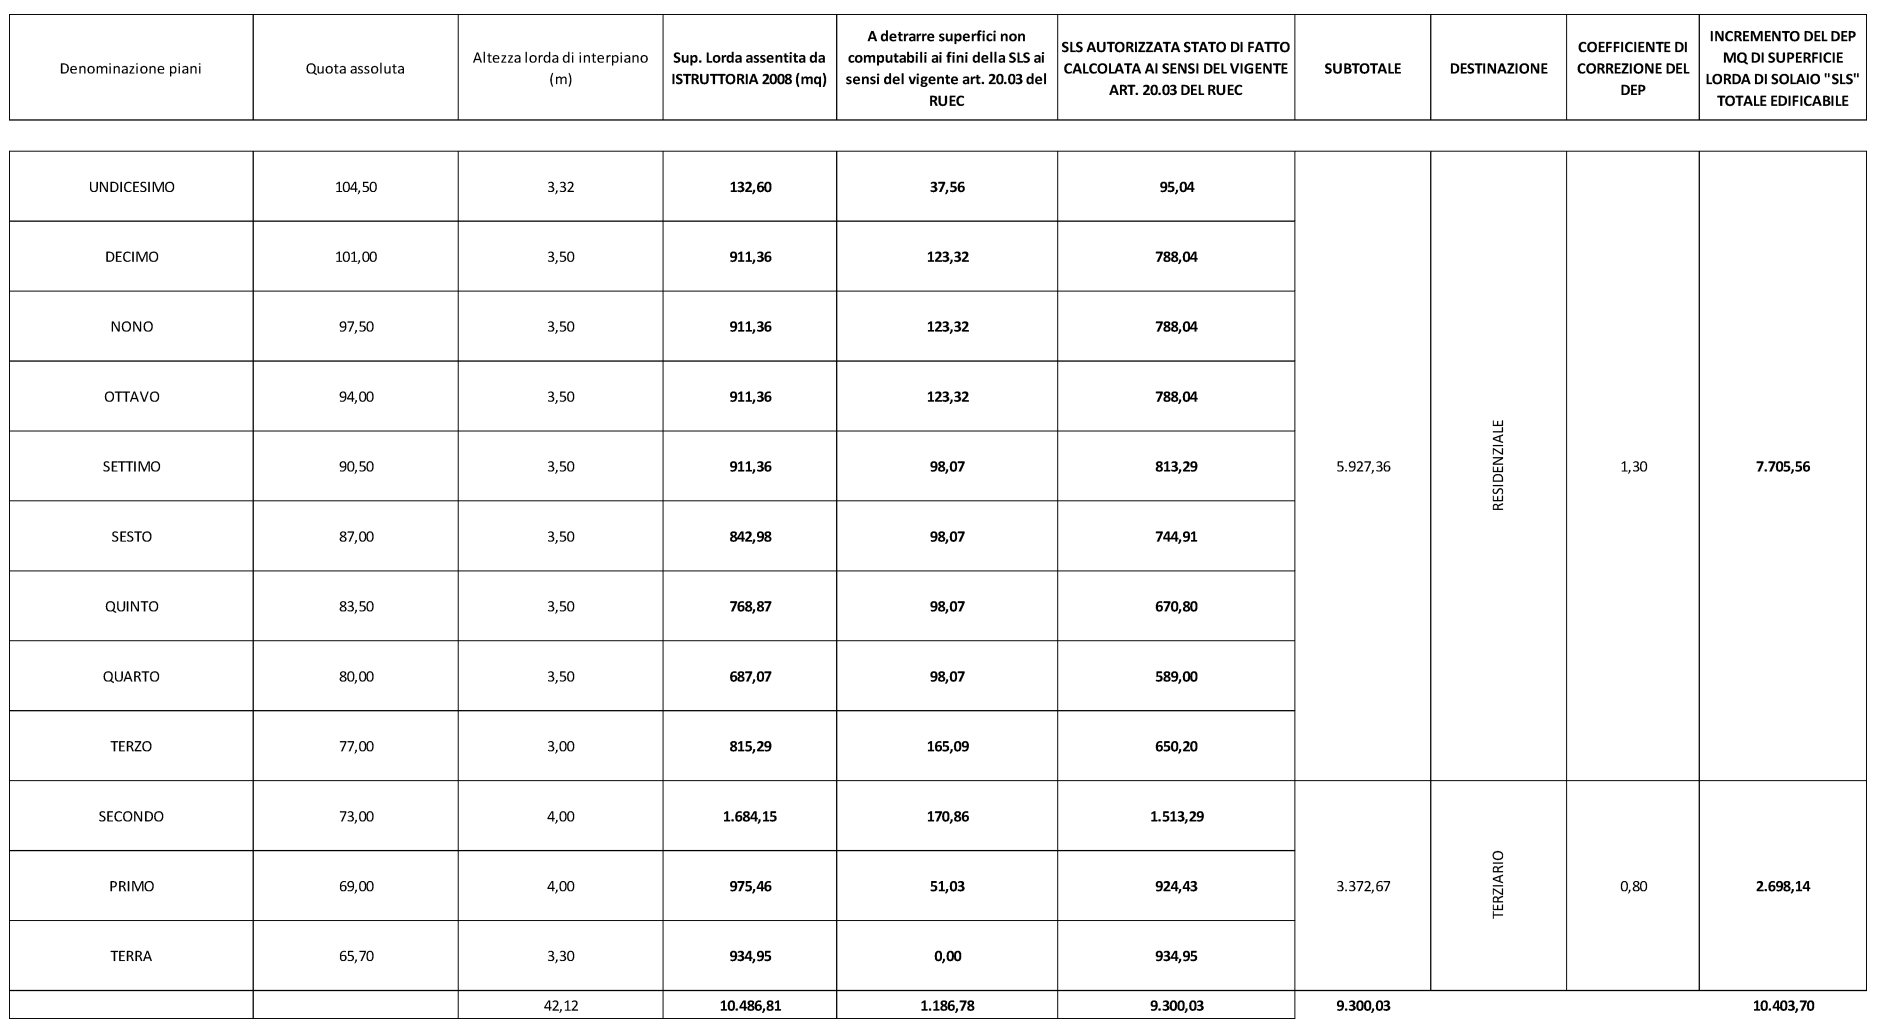 Denominazione piani
Quota assoluta
Altezza lorda di interpiano
(m)
Sup. Lorda assentita da
ISTRUTTORIA 2008 (mq)
A detrarre superfici non
computabili ai fini della SLS ai
sensi del vigente art. 20.03 del
RUEC
SLS AUTORIZZATA STATO DI FATTO
CALCOLATA AI SENSI DEL VIGENTE
ART. 20.03 DEL RUEC
SUBTOTALE
DESTINAZIONE
COEFFICIENTE DI
CORREZIONE DEL
DEP
INCREMENTO DEL DEP
MQ DI SUPERFICIE
LORDA DI SOLAIO "SLS"
TOTALE EDIFICABILE
UNDICESIMO 104,50 3,32 132,60 37,56 95,04
DECIMO 101,00 3,50 911,36 123,32 788,04
NONO 97,50 3,50 911,36 123,32 788,04
OTTAVO 94,00 3,50 911,36 123,32 788,04
SETTIMO 90,50 3,50 911,36 98,07 813,29 5.927,36 RESIDENZIALE 1,30 7.705,56
SESTO 87,00 3,50 842,98 98,07 744,91
QUINTO 83,50 3,50 768,87 98,07 670,80
QUARTO 80,00 3,50 687,07 98,07 589,00
TERZO 77,00 3,00 815,29 165,09 650,20
SECONDO 73,00 4,00 1.684,15 170,86 1.513,29
PRIMO 69,00 4,00 975,46 51,03 924,43 3.372,67 TERZIARIO 0,80 2.698,14
TERRA 65,70 3,30 934,95 0,00 934,95
42,12 10.486,81 1.186,78 9.300,03 9.300,03 10.403,70